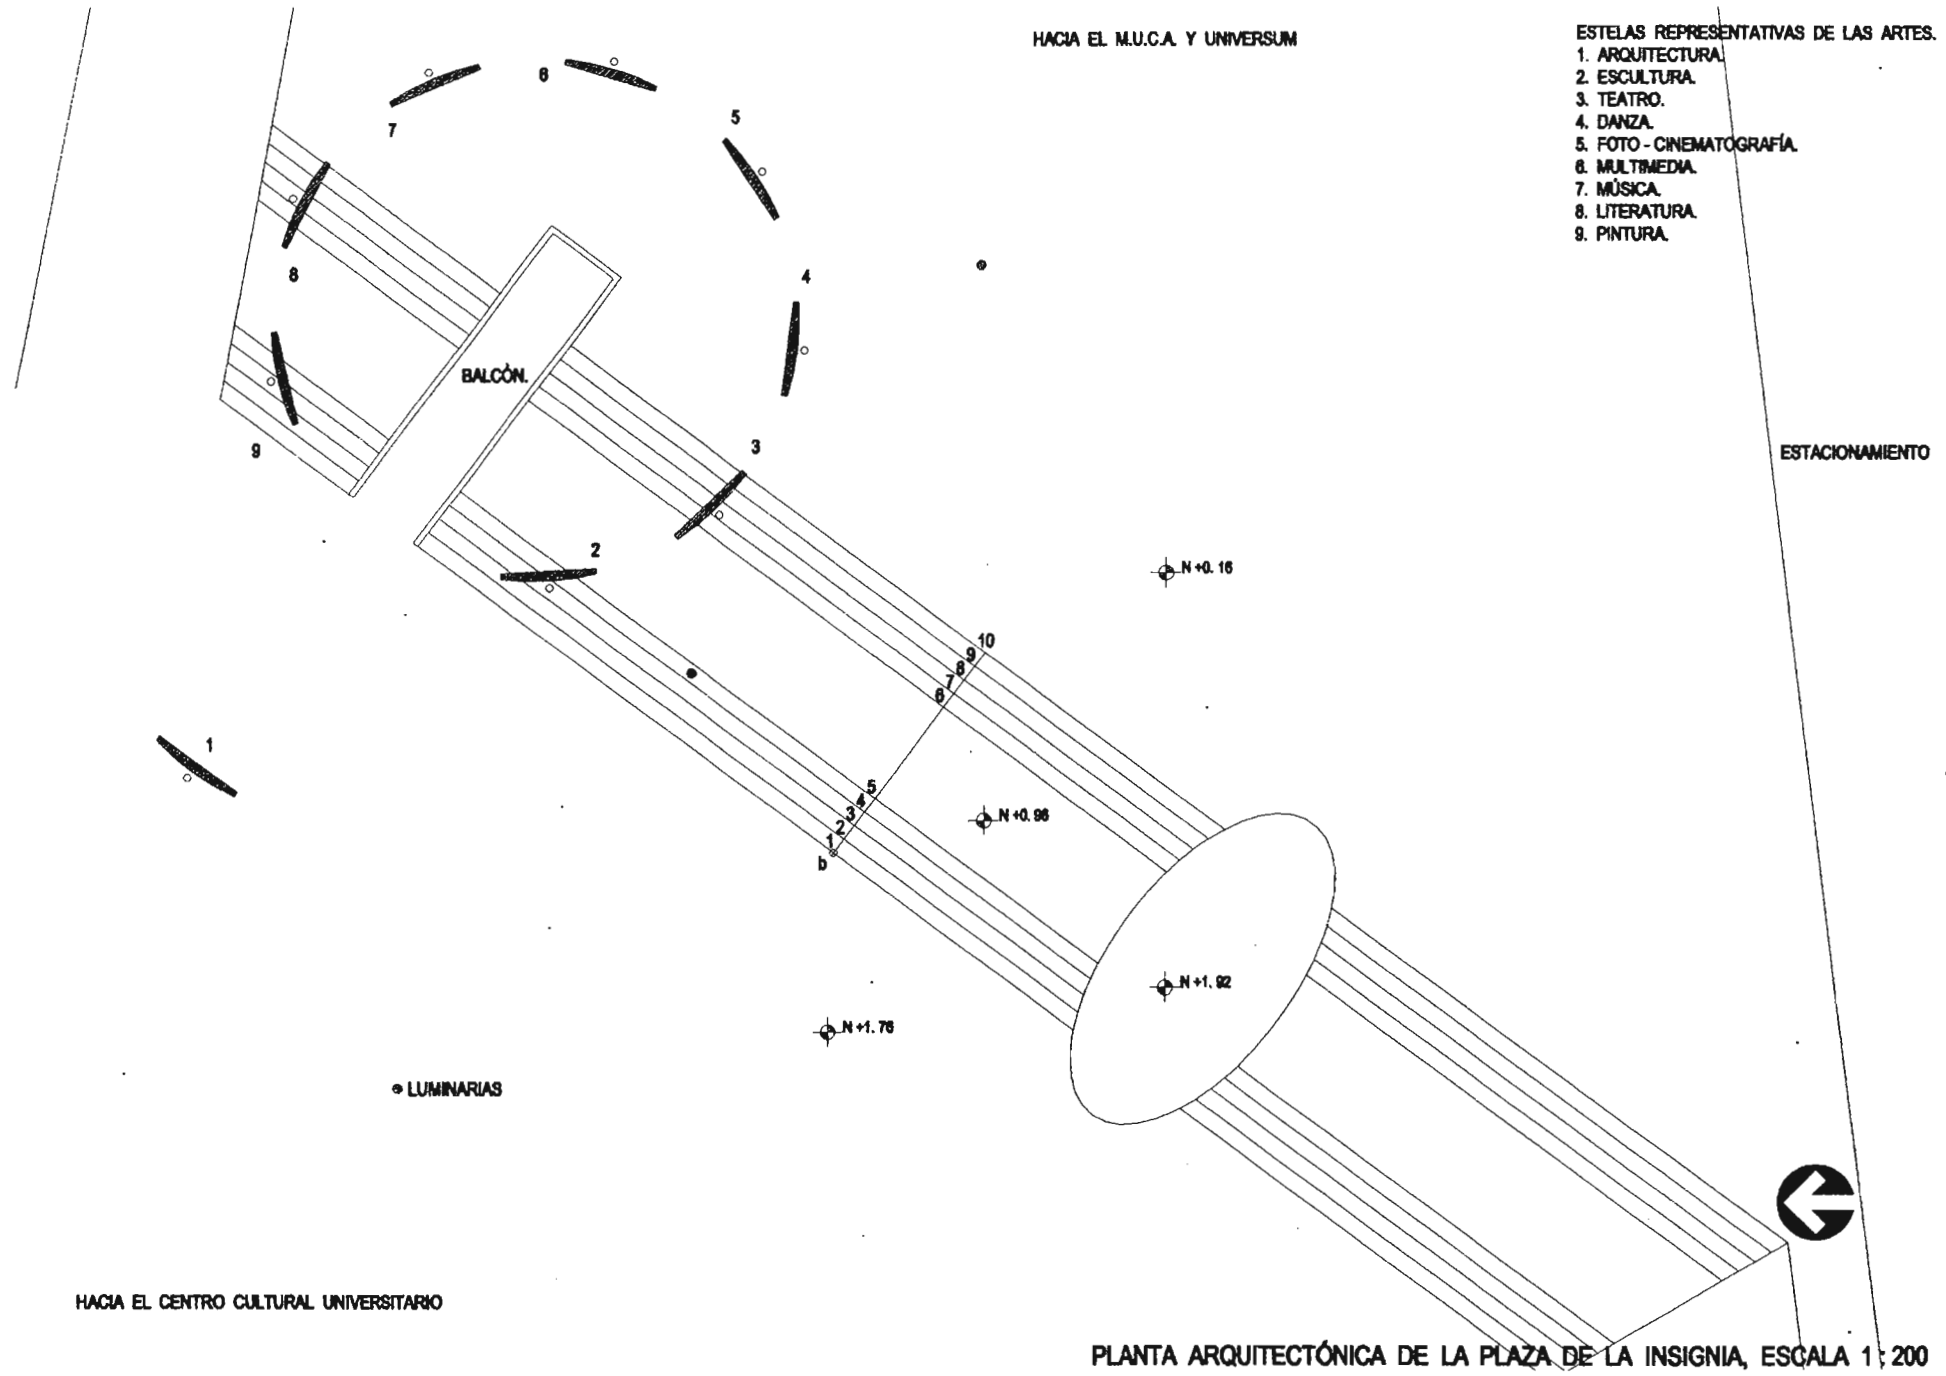 HACIA EL M.U.C.A. Y UNIVERSUM
ESTELAS REPRESENTATIVAS DE LAS ARTES.
1. ARQUITECTURA.
2. ESCULTURA.
3. TEATRO.
4. DANZA.
5. FOTO - CINEMATOGRAFÍA.
6. MULTIMEDIA.
7. MÚSICA.
8. LITERATURA.
9. PINTURA.
6
5
7
8
4
BALCÒN.
9
3
ESTACIONAMIENTO
2
N +0. 16
10
9
8
7
6
1
5
4
3
2
1
b
N +0. 96
N +1. 92
N +1. 76
LUMINARIAS
HACIA EL CENTRO CULTURAL UNIVERSITARIO
PLANTA ARQUITECTÓNICA DE LA PLAZA DE LA INSIGNIA, ESCALA 1 : 200